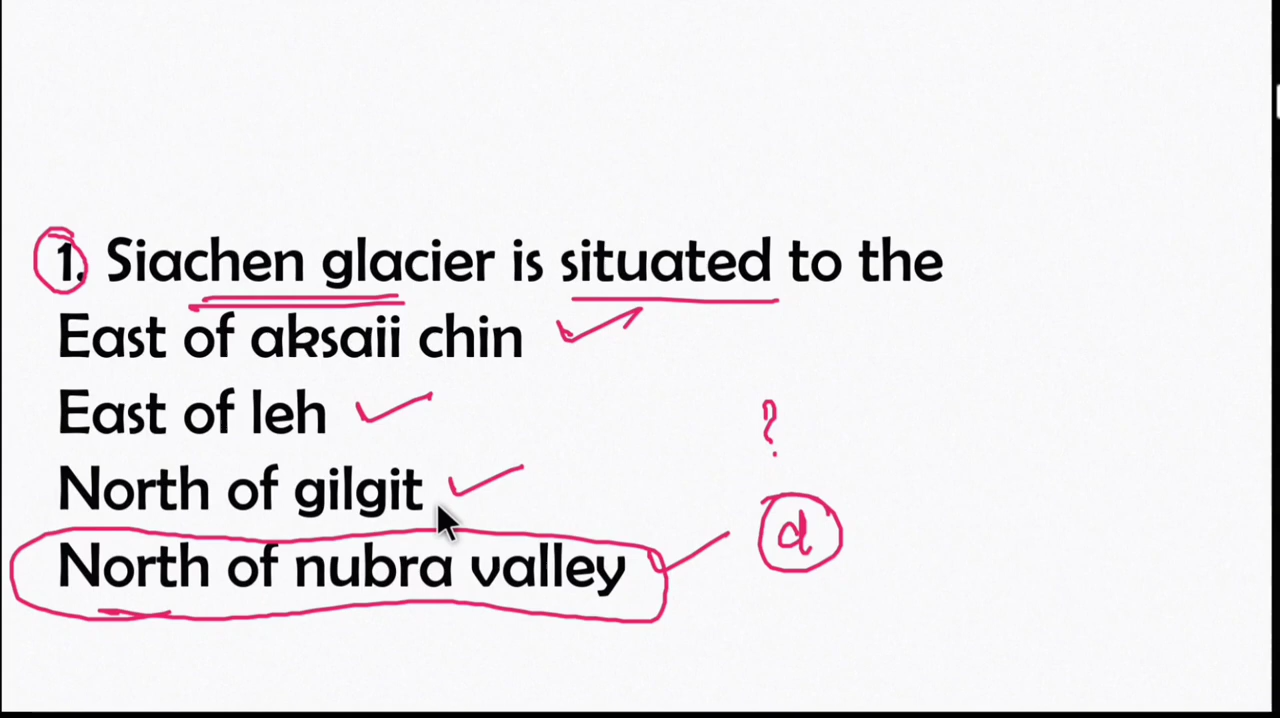 1. Siachen glacier is situated to the
East of aksaii chin
East of leh
?
North of gilgit
North of nubra valley
d